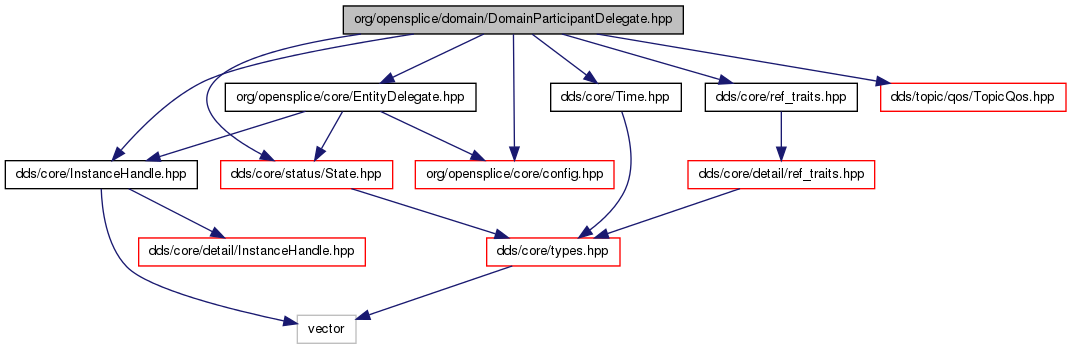 org/opensplice/domain/DomainParticipantDelegate.hpp
org/opensplice/core/EntityDelegate.hpp
dds/core/Time.hpp
dds/core/ref_traits.hpp
dds/topic/qos/TopicQos.hpp
dds/core/InstanceHandle.hpp
dds/core/status/State.hpp
org/opensplice/core/config.hpp
dds/core/detail/ref_traits.hpp
dds/core/detail/InstanceHandle.hpp
dds/core/types.hpp
vector